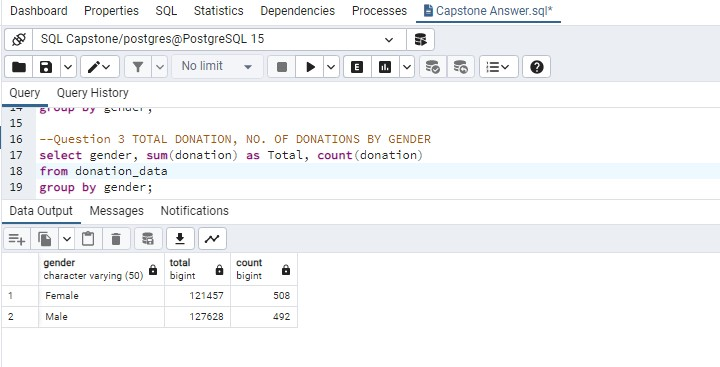 Dashboard Properties SQL Statistics Dependencies Processes Capstone Answer.sql*
SQL Capstone/postgres@PostgreSQL 15
No limit E
Query Query History
14 group by gender;
15
16 --Question 3 TOTAL DONATION, NO. OF DONATIONS BY GENDER
17 select gender, sum(donation) as Total, count(donation)
18 from donation_data
19 group by gender;
Data Output Messages Notifications
gender total count
character varying (50) bigint bigint
1 Female 121457 508
2 Male 127628 492